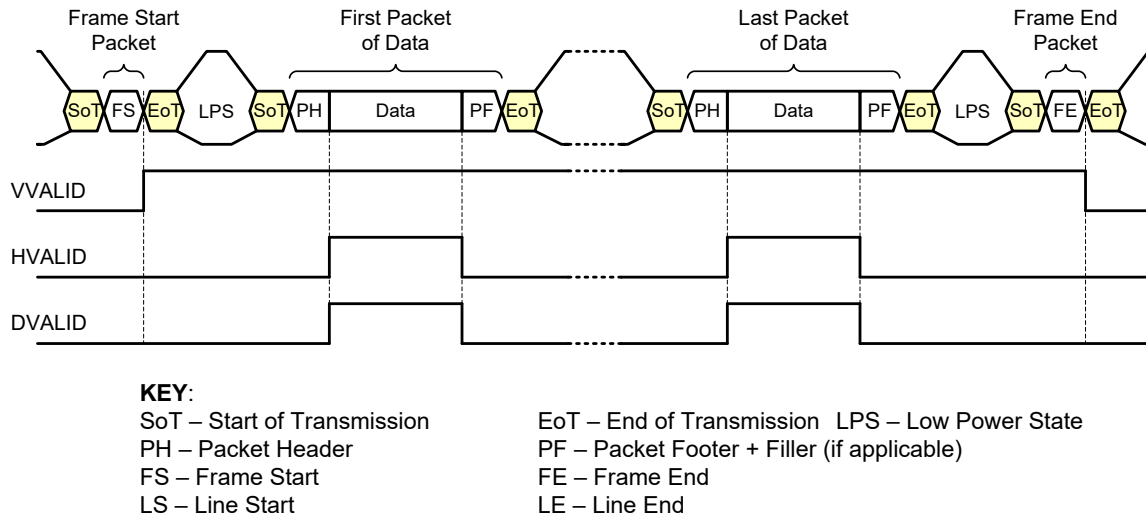 Frame Start Packet
First Packet of Data
Last Packet of Data
Frame End Packet
SoT FS EoT LPS SoT PH Data PF EoT SoT PH Data PF EoT LPS SoT FE EoT
VVALID
HVALID
DVALID
KEY:
SoT – Start of Transmission EoT – End of Transmission LPS – Low Power State
PH – Packet Header PF – Packet Footer + Filler (if applicable)
FS – Frame Start FE – Frame End
LS – Line Start LE – Line End